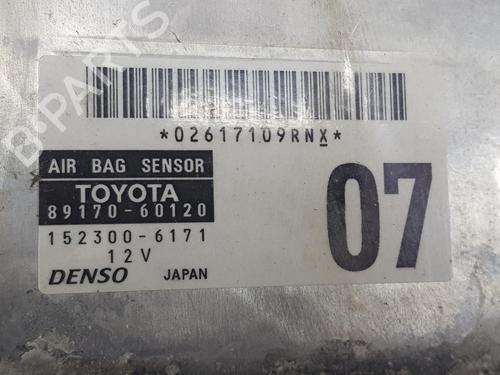 *02617109RNX*
AIR BAG SENSOR
TOYOTA
89170-60120
152300-6171
12V
DENSO JAPAN
07
B-PARTS